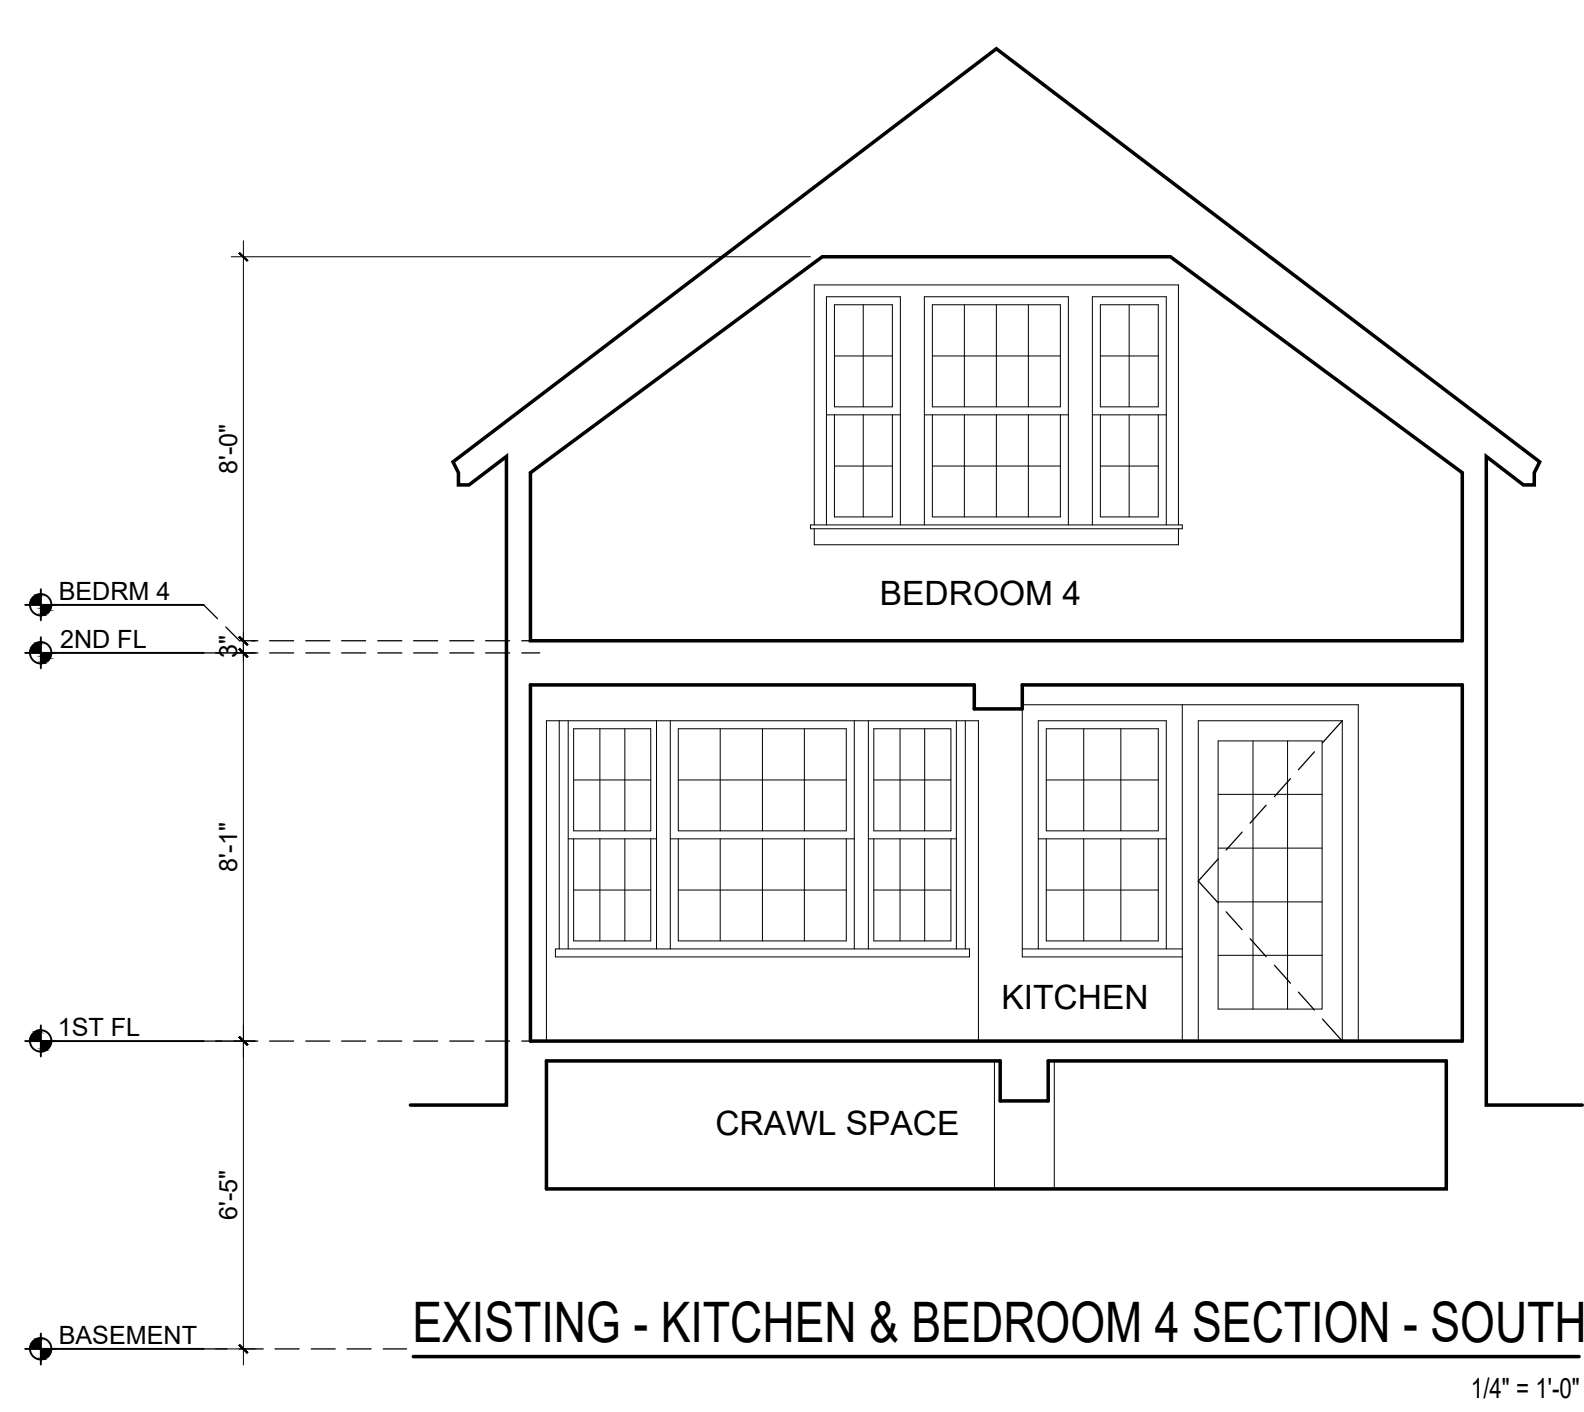 8'-0"
BEDRM 4
BEDROOM 4
2ND FL
3"
8'-1"
KITCHEN
1ST FL
CRAWL SPACE
6'-5"
EXISTING - KITCHEN & BEDROOM 4 SECTION - SOUTH
BASEMENT
1/4" = 1'-0"